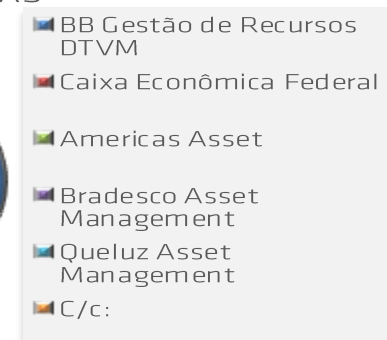 BB Gestão de Recursos
DTVM
Caixa Econômica Federal
Americas Asset
Bradesco Asset
Management
Queluz Asset
Management
C/c: